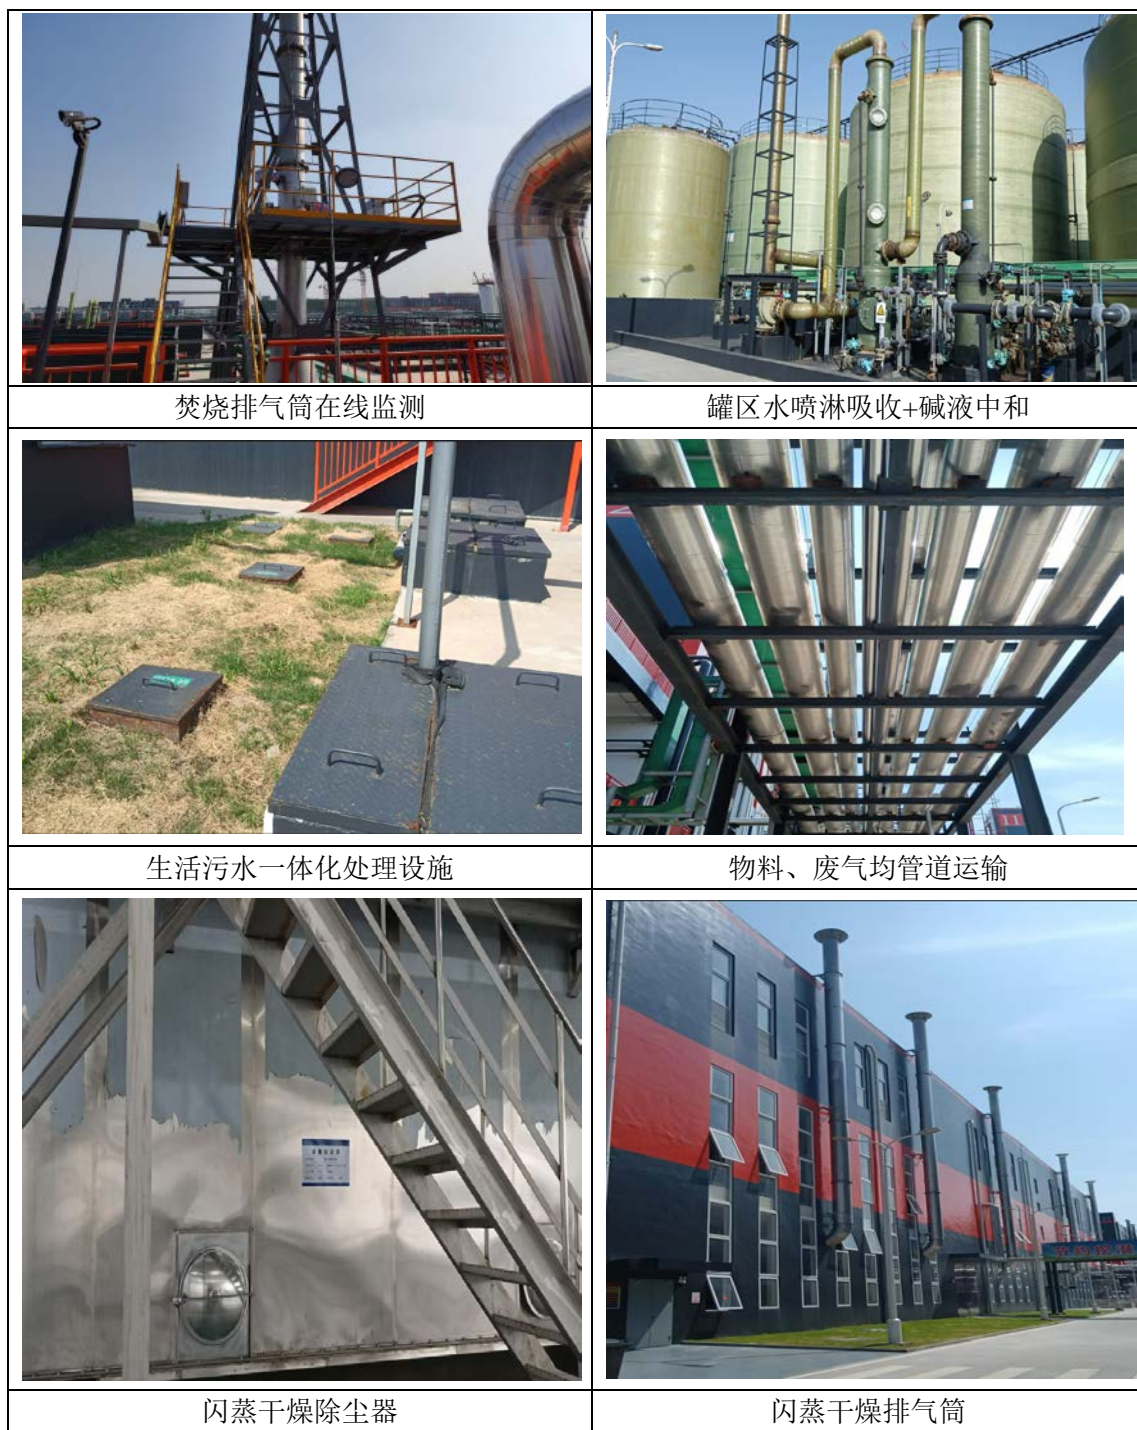 焚烧排气筒在线监测
罐区水喷淋吸收+碱液中和
生活污水一体化处理设施
物料、废气均管道运输
闪蒸干燥除尘器
闪蒸干燥排气筒